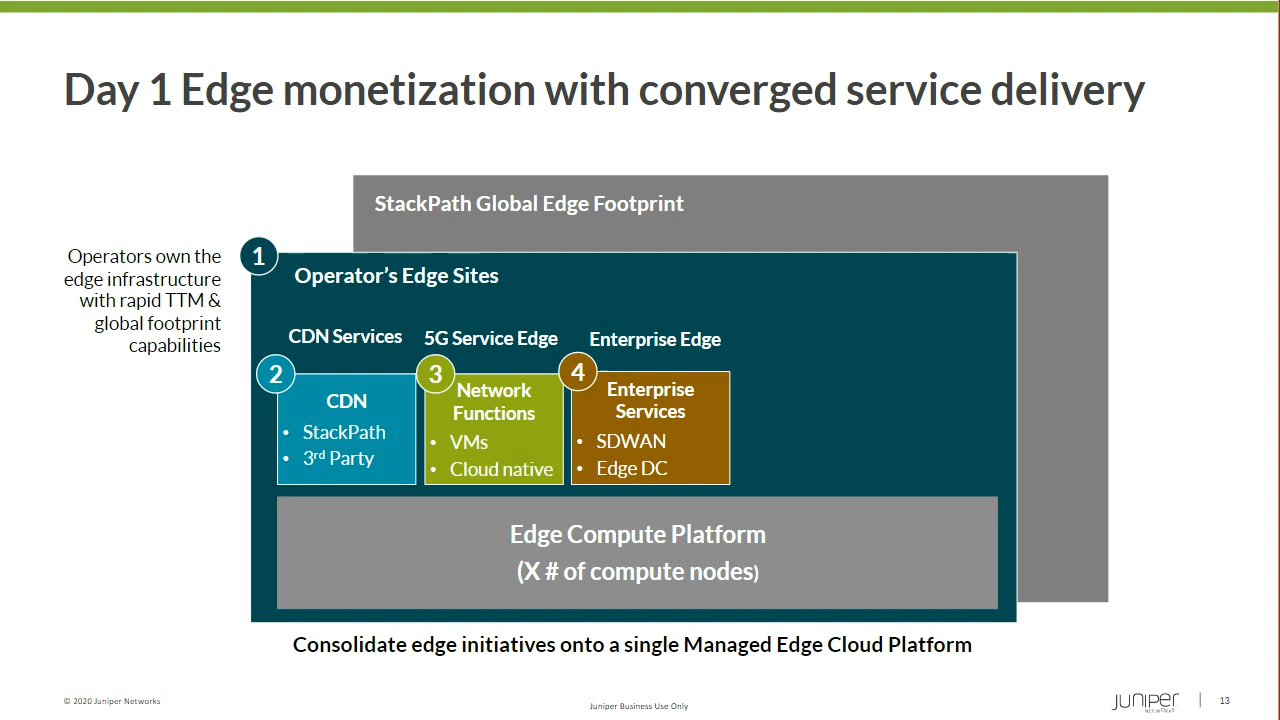 Day 1 Edge monetization with converged service delivery
StackPath Global Edge Footprint
Operators own the
edge infrastructure
with rapid TTM &
global footprint
capabilities
1
Operator's Edge Sites
CDN Services
5G Service Edge
Enterprise Edge
2
CDN
• StackPath
• 3rd Party
3
Network
Functions
• VMs
• Cloud native
4
Enterprise
Services
• SDWAN
• Edge DC
Edge Compute Platform
(X # of compute nodes)
Consolidate edge initiatives onto a single Managed Edge Cloud Platform
© 2020 Juniper Networks
Juniper Business Use Only
JUNIPER
NETWORKS
13